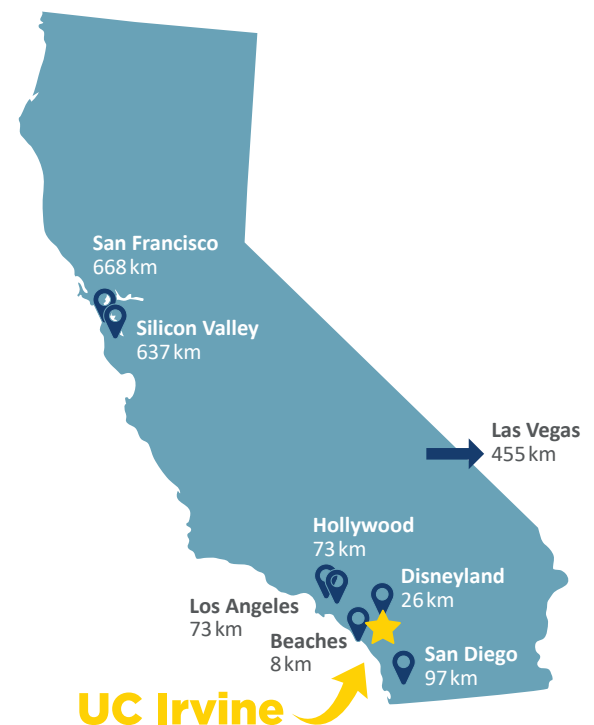 San Francisco
668 km
Silicon Valley
637 km
Las Vegas
455 km
Hollywood
73 km
Disneyland
26 km
Los Angeles
73 km
Beaches
8 km
San Diego
97 km
UC Irvine